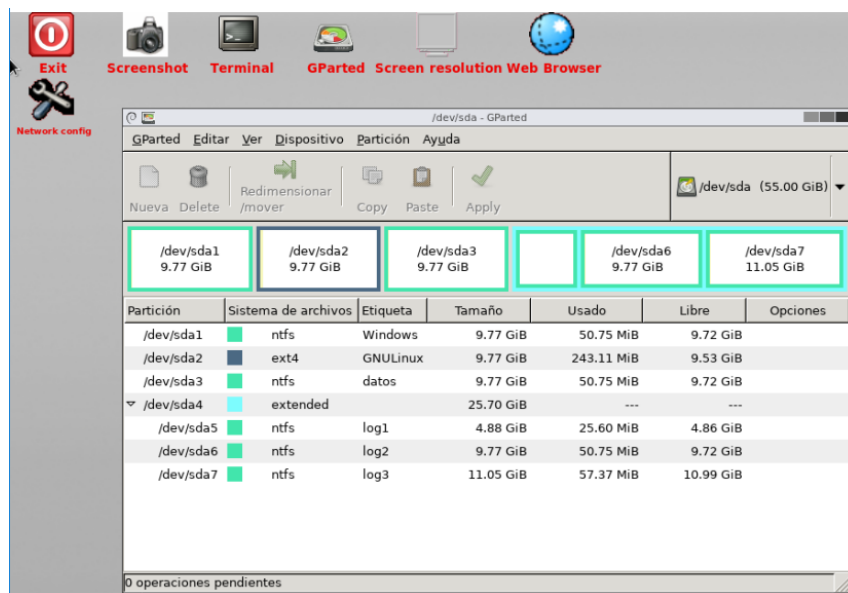 Exit
Screenshot
Terminal
GParted
Screen resolution
Web Browser
Network config
/dev/sda - GParted
GParted Editar Ver Dispositivo Partición Ayuda
Nueva Delete Redimensionar /mover Copy Paste Apply
/dev/sda (55.00 GiB)
/dev/sda1 9.77 GiB
/dev/sda2 9.77 GiB
/dev/sda3 9.77 GiB
/dev/sda6 9.77 GiB
/dev/sda7 11.05 GiB
Partición Sistema de archivos Etiqueta Tamaño Usado Libre Opciones
/dev/sda1 ntfs Windows 9.77 GiB 50.75 MiB 9.72 GiB
/dev/sda2 ext4 GNULinux 9.77 GiB 243.11 MiB 9.53 GiB
/dev/sda3 ntfs datos 9.77 GiB 50.75 MiB 9.72 GiB
/dev/sda4 extended 25.70 GiB --- ---
/dev/sda5 ntfs log1 4.88 GiB 25.60 MiB 4.86 GiB
/dev/sda6 ntfs log2 9.77 GiB 50.75 MiB 9.72 GiB
/dev/sda7 ntfs log3 11.05 GiB 57.37 MiB 10.99 GiB
0 operaciones pendientes